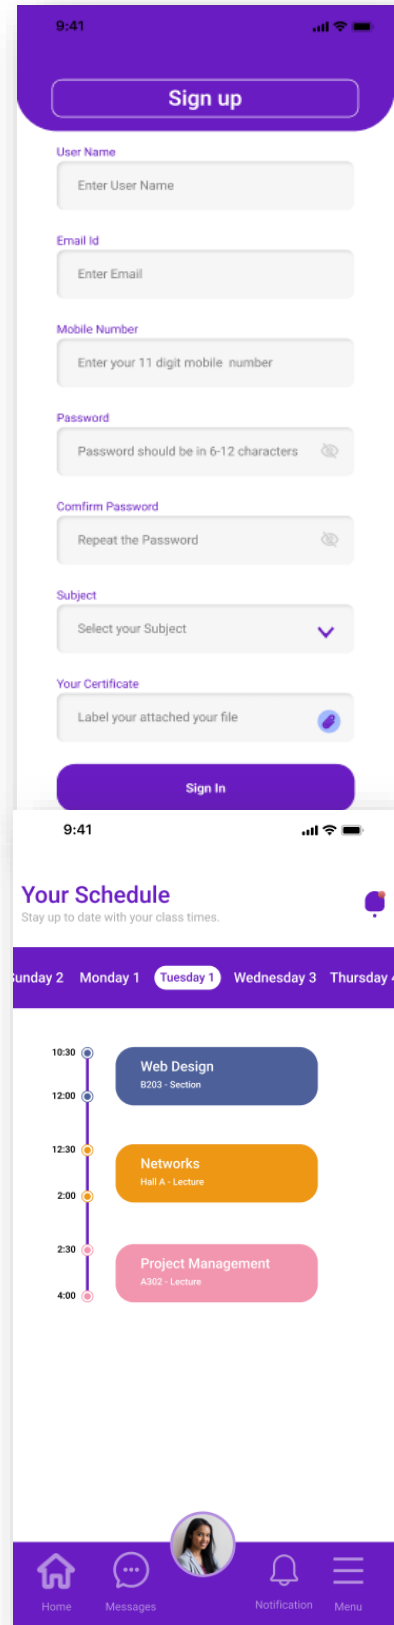 9:41
Sign up
User Name
Enter User Name
Email Id
Enter Email
Mobile Number
Enter your 11 digit mobile number
Password
Password should be in 6-12 characters
Comfirm Password
Repeat the Password
Subject
Select your Subject
Your Certificate
Label your attached your file
Sign In
9:41
Your Schedule
Stay up to date with your class times.
unday 2 Monday 1 Tuesday 1 Wednesday 3 Thursday 4
10:30
Web Design
B203 - Section
12:00
12:30
Networks
Hall A - Lecture
2:00
2:30
Project Management
A302 - Lecture
4:00
Home Messages Notification Menu